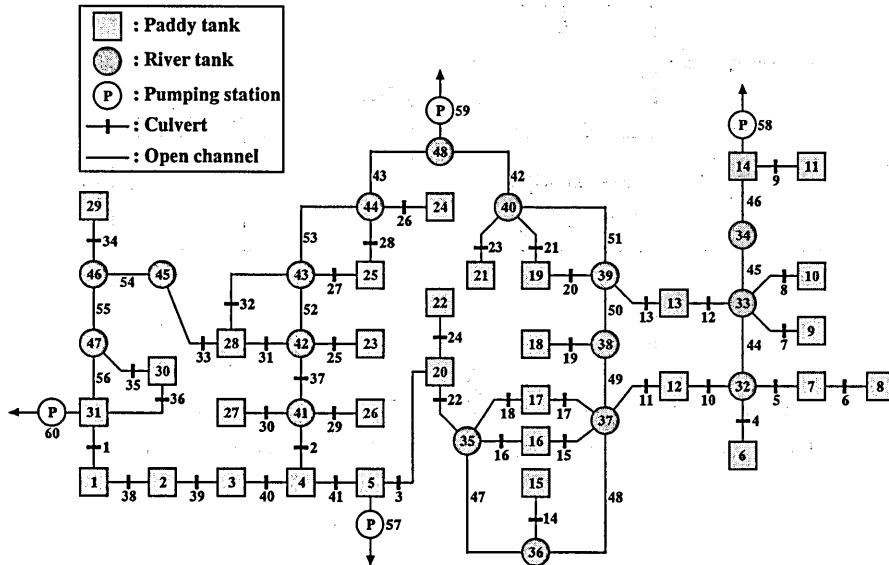 : Paddy tank
: River tank
P : Pumping station
: Culvert
: Open channel
P 59
P 58
48
14 11
9
43 42
29 44 24 40 46
26
34 53 28 23 21 51 34
46 45 43 25 21 19 39 45 10
54 27 20 8
32 13 33
55 52 22 50 13 12
47 28 42 23 18 38 9
33 31 25 24 19 7
56 35 30 20 44
36 37 49
22 17 12 32 7 8
18 17 11 10 5 6
P 31 27 41 26 35 16 37 4
60 30 29 16 15 6
1 2 15
1 2 3 4 5 47 48
38 39 40 41 3 14
P 57 36